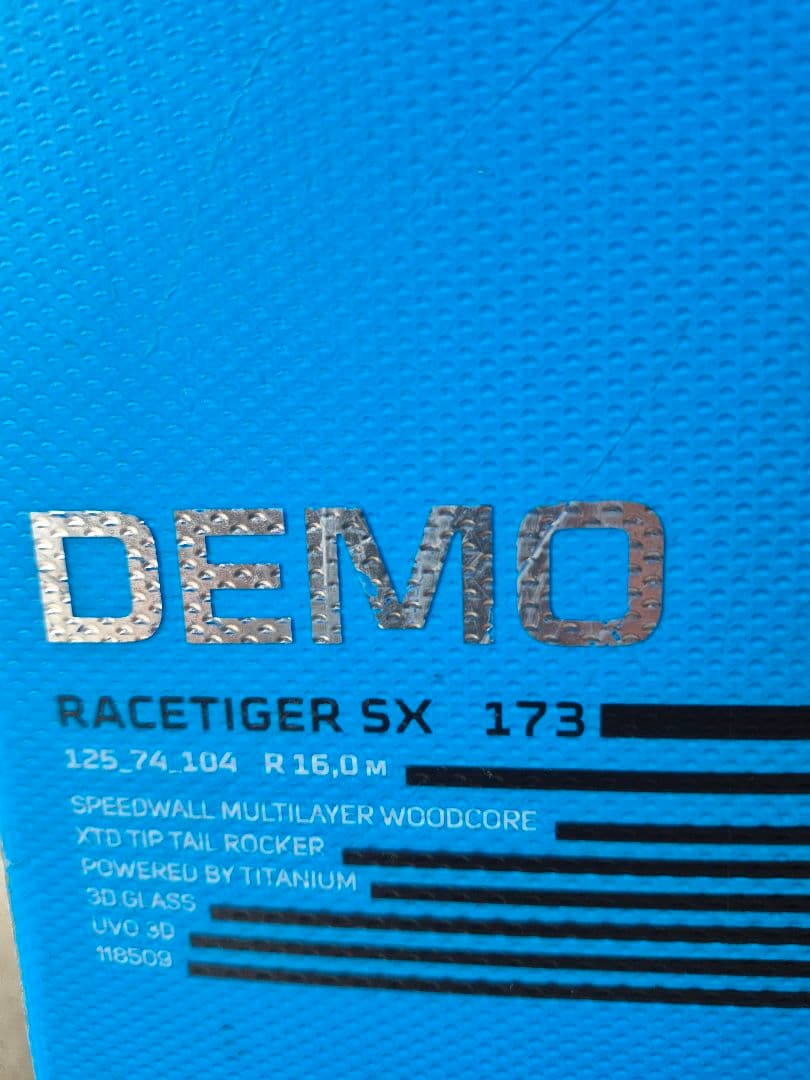 DEMO
RACETIGER SX 173
125_74_104 R 16,0 M
SPEEDWALL MULTILAYER WOODCORE
XTD TIP TAIL ROCKER
POWERED BY TITANIUM
3D GLASS
UVO 3D
118509